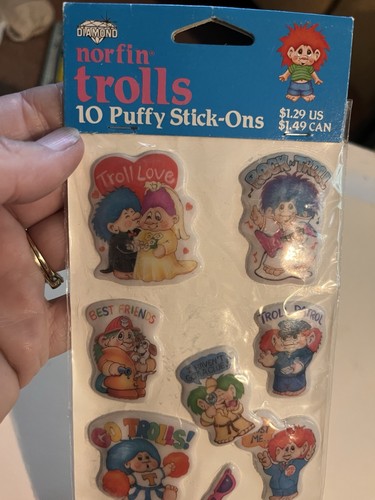 DIAMOND
norfin
trolls
10 Puffy Stick-Ons
$1.29 US
$1.49 CAN
Troll Love
BEST FRIENDS
TROLL PATROL
GO TROLLS!
T